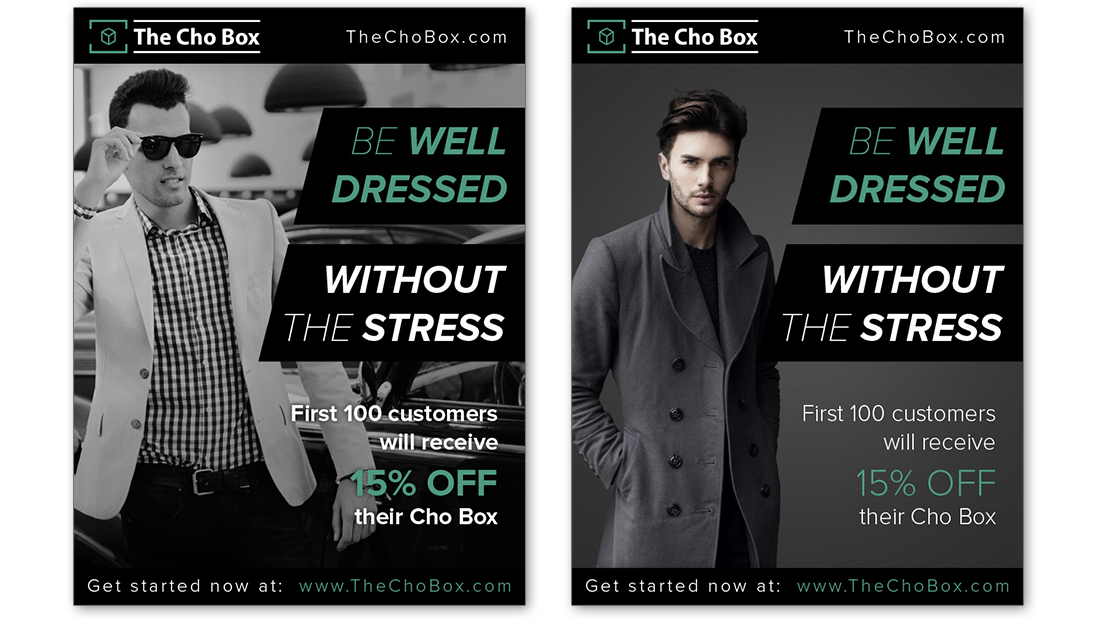 The Cho Box
TheChoBox.com
BE WELL
DRESSED
WITHOUT
THE STRESS
First 100 customers
will receive
15% OFF
their Cho Box
Get started now at: www.TheChoBox.com
The Cho Box
TheChoBox.com
BE WELL
DRESSED
WITHOUT
THE STRESS
First 100 customers
will receive
15% OFF
their Cho Box
Get started now at: www.TheChoBox.com